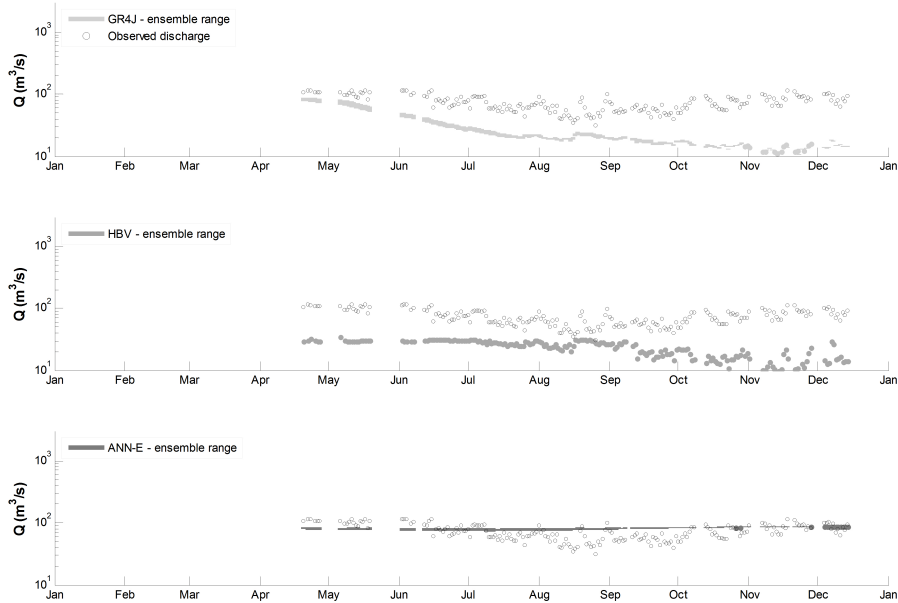 GR4J - ensemble range
Observed discharge
Q (m³/s)
10³
10²
10¹
Jan Feb Mar Apr May Jun Jul Aug Sep Oct Nov Dec Jan
HBV - ensemble range
Q (m³/s)
10³
10²
10¹
Jan Feb Mar Apr May Jun Jul Aug Sep Oct Nov Dec Jan
ANN-E - ensemble range
Q (m³/s)
10³
10²
10¹
Jan Feb Mar Apr May Jun Jul Aug Sep Oct Nov Dec Jan